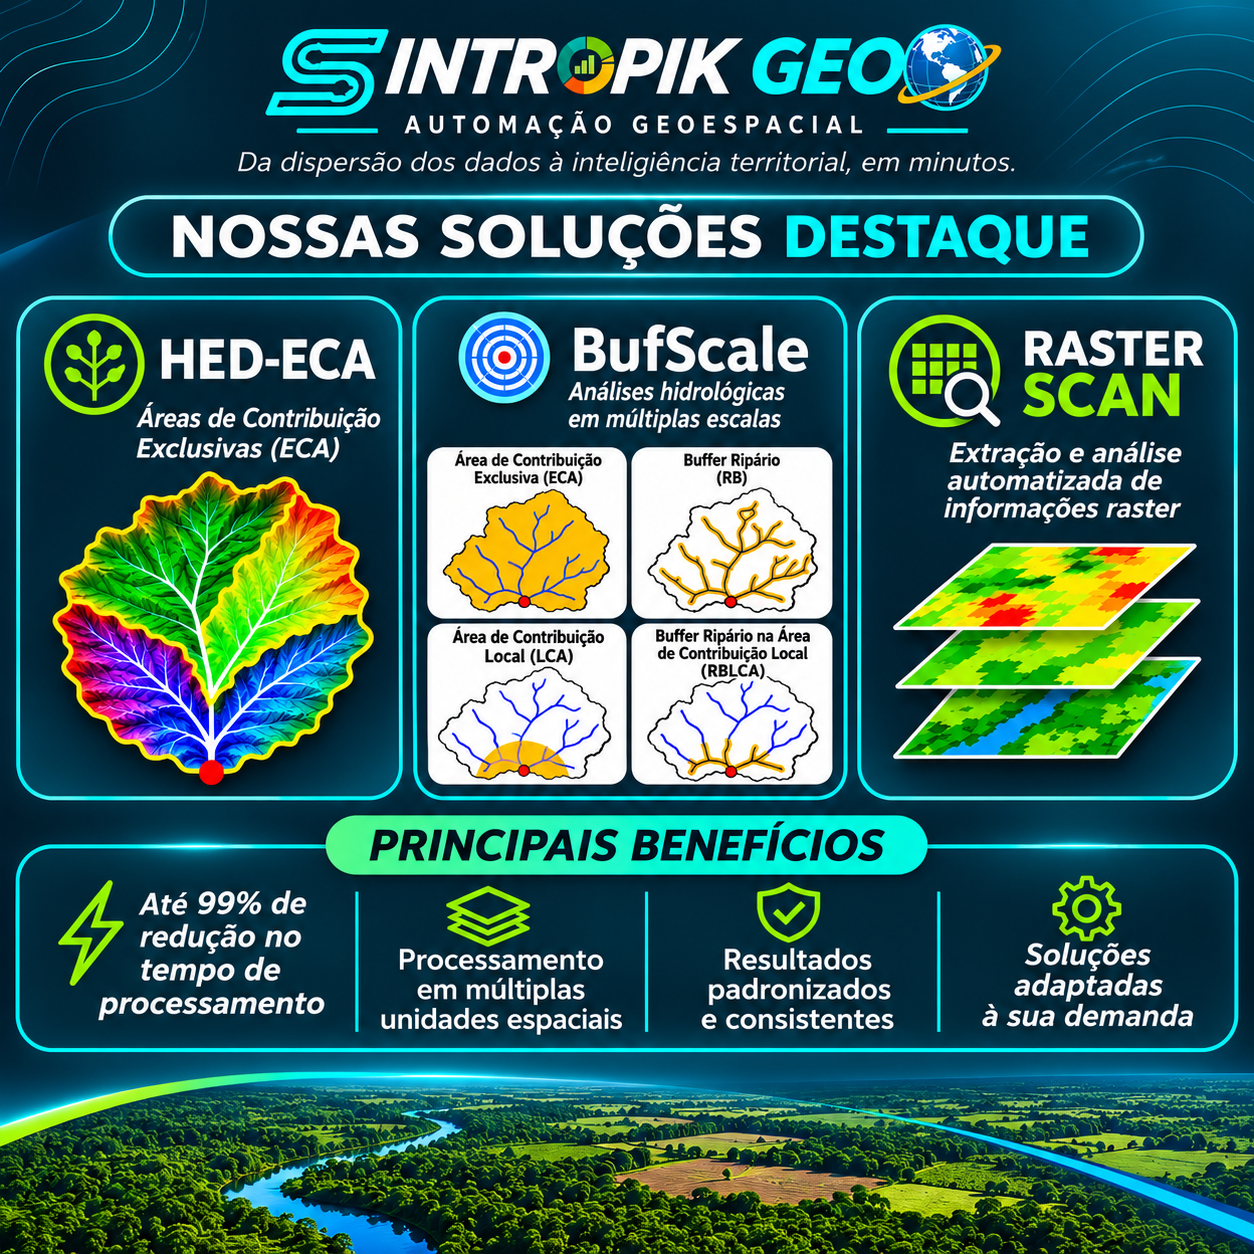 SINTROPIK GEO
AUTOMAÇÃO GEOESPACIAL
Da dispersão dos dados à inteligiência territorial, em minutos.
NOSSAS SOLUÇÕES DESTAQUE
HED-ECA
Áreas de Contribuição
Exclusivas (ECA)
BufScale
Análises hidrológicas
em múltiplas escalas
Área de Contribuição
Exclusiva (ECA)
Buffer Ripário
(RB)
Área de Contribuição
Local (LCA)
Buffer Ripário na Área
de Contribuição Local
(RBLCA)
RASTER
SCAN
Extração e análise
automatizada de
informações raster
PRINCIPAIS BENEFÍCIOS
Até 99% de
redução no
tempo de
processamento
Processamento
em múltiplas
unidades espaciais
Resultados
padronizados
e consistentes
Soluções
adaptadas
à sua demanda